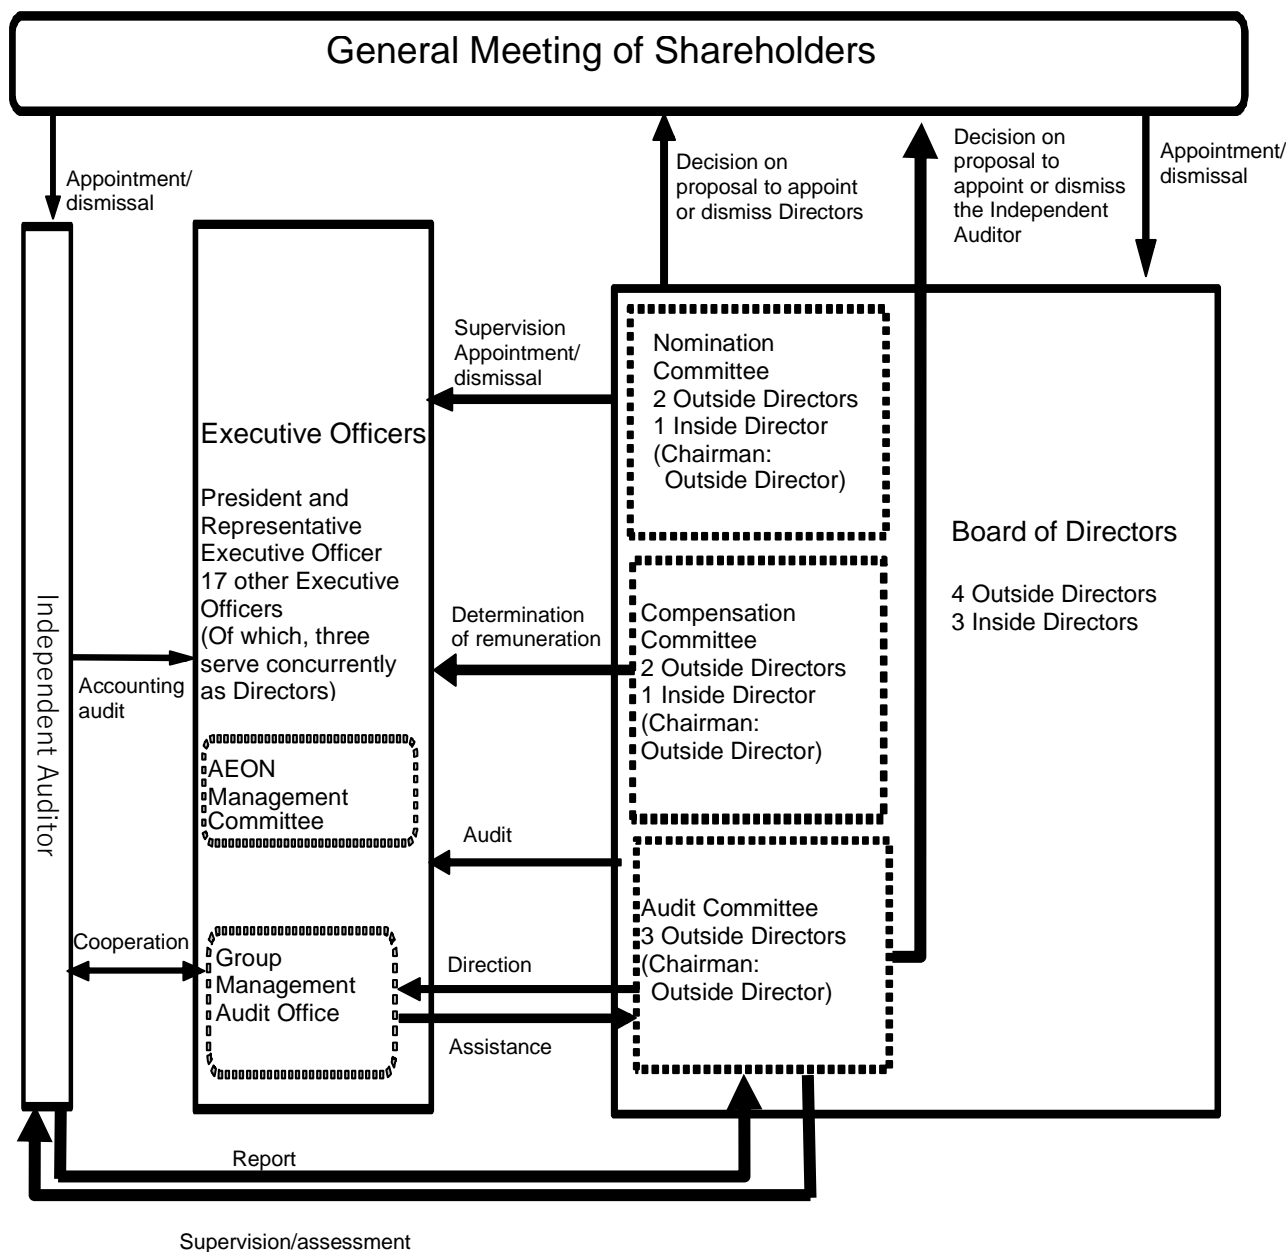 General Meeting of Shareholders
Appointment/
dismissal
Decision on
proposal to appoint
or dismiss Directors
Decision on
proposal to
appoint or dismiss
the Independent
Auditor
Appointment/
dismissal
Independent Auditor
Executive Officers
President and
Representative
Executive Officer
17 other Executive
Officers
(Of which, three
serve concurrently
as Directors)
AEON
Management
Committee
Group
Management
Audit Office
Accounting
audit
Cooperation
Supervision
Appointment/
dismissal
Determination
of remuneration
Audit
Direction
Assistance
Nomination
Committee
2 Outside Directors
1 Inside Director
(Chairman:
Outside Director)
Compensation
Committee
2 Outside Directors
1 Inside Director
(Chairman:
Outside Director)
Audit Committee
3 Outside Directors
(Chairman:
Outside Director)
Board of Directors
4 Outside Directors
3 Inside Directors
Report
Supervision/assessment